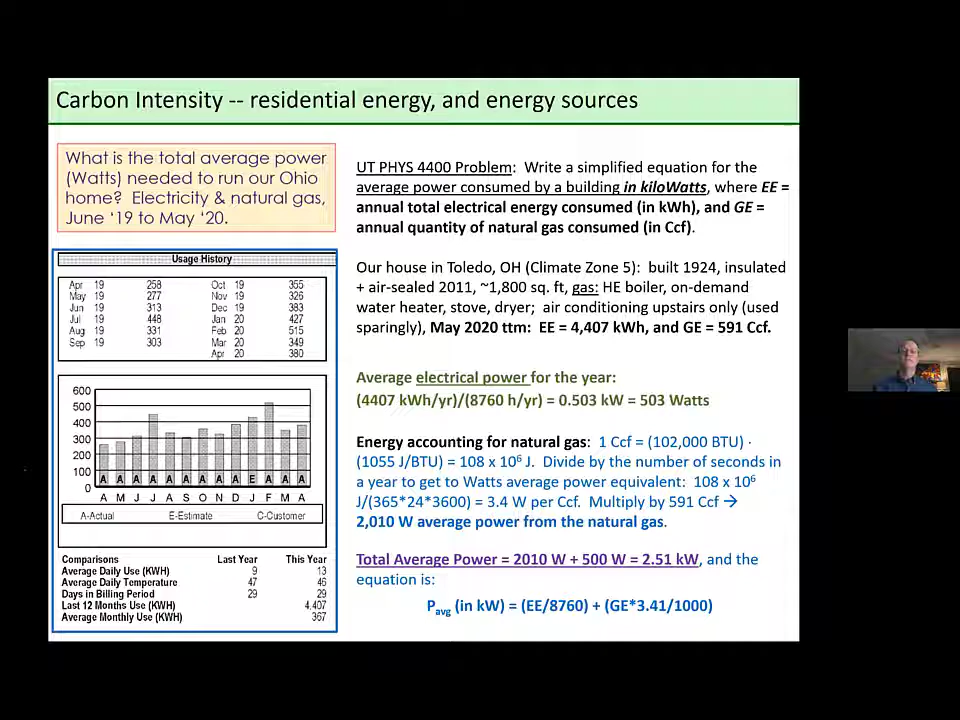 Carbon Intensity -- residential energy, and energy sources
What is the total average power
(Watts) needed to run our Ohio
home? Electricity & natural gas,
June ‘19 to May ‘20.
Usage History
Apr 19 258 Oct 19 355
May 19 277 Nov 19 326
Jun 19 313 Dec 19 383
Jul 19 448 Jan 20 427
Aug 19 331 Feb 20 515
Sep 19 303 Mar 20 349
Apr 20 380
600
500
400
300
200
100
0
A A A A A A A A A E A A A
A M J J A S O N D J F M A
A-Actual E-Estimate C-Customer
Comparisons Last Year This Year
Average Daily Use (KWH) 9 13
Average Daily Temperature 47 46
Days in Billing Period 29 29
Last 12 Months Use (KWH) 4,407
Average Monthly Use (KWH) 367
UT PHYS 4400 Problem: Write a simplified equation for the
average power consumed by a building in kiloWatts, where EE =
annual total electrical energy consumed (in kWh), and GE =
annual quantity of natural gas consumed (in Ccf).
Our house in Toledo, OH (Climate Zone 5): built 1924, insulated
+ air-sealed 2011, ~1,800 sq. ft, gas: HE boiler, on-demand
water heater, stove, dryer; air conditioning upstairs only (used
sparingly), May 2020 ttm: EE = 4,407 kWh, and GE = 591 Ccf.
Average electrical power for the year:
(4407 kWh/yr)/(8760 h/yr) = 0.503 kW = 503 Watts
Energy accounting for natural gas: 1 Ccf = (102,000 BTU) ·
(1055 J/BTU) = 108 x 10⁶ J. Divide by the number of seconds in
a year to get to Watts average power equivalent: 108 x 10⁶
J/(365*24*3600) = 3.4 W per Ccf. Multiply by 591 Ccf →
2,010 W average power from the natural gas.
Total Average Power = 2010 W + 500 W = 2.51 kW, and the
equation is:
Pavg (in kW) = (EE/8760) + (GE*3.41/1000)